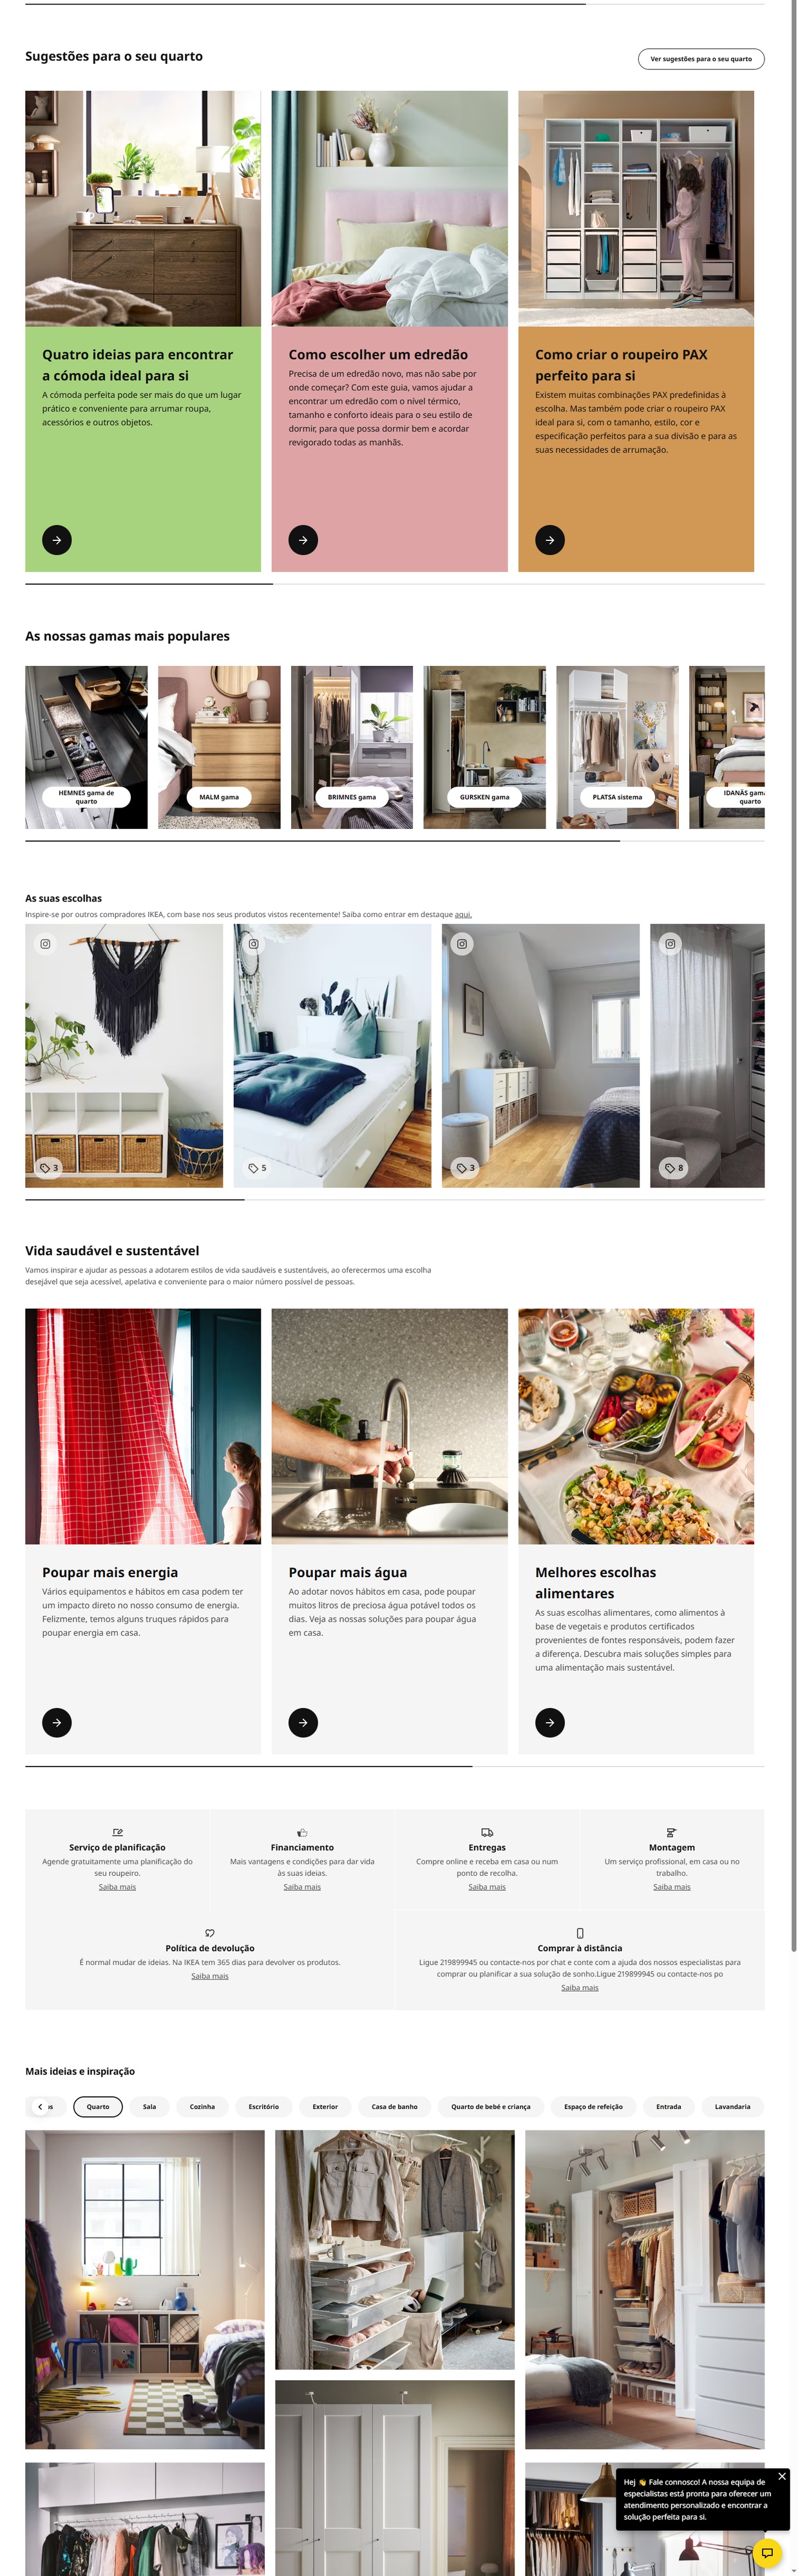 Sugestões para o seu quarto
Ver sugestões para o seu quarto
Quatro ideias para encontrar
a cómoda ideal para si
A cómoda perfeita pode ser mais do que um lugar
prático e conveniente para arrumar roupa,
acessórios e outros objetos.
Como escolher um edredão
Precisa de um edredão novo, mas não sabe por
onde começar? Com este guia, vamos ajudar a
encontrar um edredão com o nível térmico,
tamanho e conforto ideais para o seu estilo de
dormir, para que possa dormir bem e acordar
revigorado todas as manhãs.
Como criar o roupeiro PAX
perfeito para si
Existem muitas combinações PAX predefinidas à
escolha. Mas também pode criar o roupeiro PAX
ideal para si, com o tamanho, estilo, cor e
especificação perfeitos para a sua divisão e para as
suas necessidades de arrumação.
As nossas gamas mais populares
HEMNES gama de
quarto
MALM gama
BRIMNES gama
GURSKEN gama
PLATSA sistema
IDANÄS gam
quarto
As suas escolhas
Inspire-se por outros compradores IKEA, com base nos seus produtos vistos recentemente! Saiba como entrar em destaque aqui.
3
5
3
8
Vida saudável e sustentável
Vamos inspirar e ajudar as pessoas a adotarem estilos de vida saudáveis e sustentáveis, ao oferecermos uma escolha
desejável que seja acessível, apelativa e conveniente para o maior número possível de pessoas.
Poupar mais energia
Vários equipamentos e hábitos em casa podem ter
um impacto direto no nosso consumo de energia.
Felizmente, temos alguns truques rápidos para
poupar energia em casa.
Poupar mais água
Ao adotar novos hábitos em casa, pode poupar
muitos litros de preciosa água potável todos os
dias. Veja as nossas soluções para poupar água
em casa.
Melhores escolhas
alimentares
As suas escolhas alimentares, como alimentos à
base de vegetais e produtos certificados
provenientes de fontes responsáveis, podem fazer
a diferença. Descubra mais soluções simples para
uma alimentação mais sustentável.
Serviço de planificação
Agende gratuitamente uma planificação do
seu roupeiro.
Saiba mais
Financiamento
Mais vantagens e condições para dar vida
às suas ideias.
Saiba mais
Entregas
Compre online e receba em casa ou num
ponto de recolha.
Saiba mais
Montagem
Um serviço profissional, em casa ou no
trabalho.
Saiba mais
Política de devolução
É normal mudar de ideias. Na IKEA tem 365 dias para devolver os produtos.
Saiba mais
Comprar à distância
Ligue 219899945 ou contacte-nos por chat e conte com a ajuda dos nossos especialistas para
comprar ou planificar a sua solução de sonho.Ligue 219899945 ou contacte-nos po
Saiba mais
Mais ideias e inspiração
os
Quarto
Sala
Cozinha
Escritório
Exterior
Casa de banho
Quarto de bebé e criança
Espaço de refeição
Entrada
Lavandaria
Hej 👋 Fale connosco! A nossa equipa de
especialistas está pronta para oferecer um
atendimento personalizado e encontrar a
solução perfeita para si.